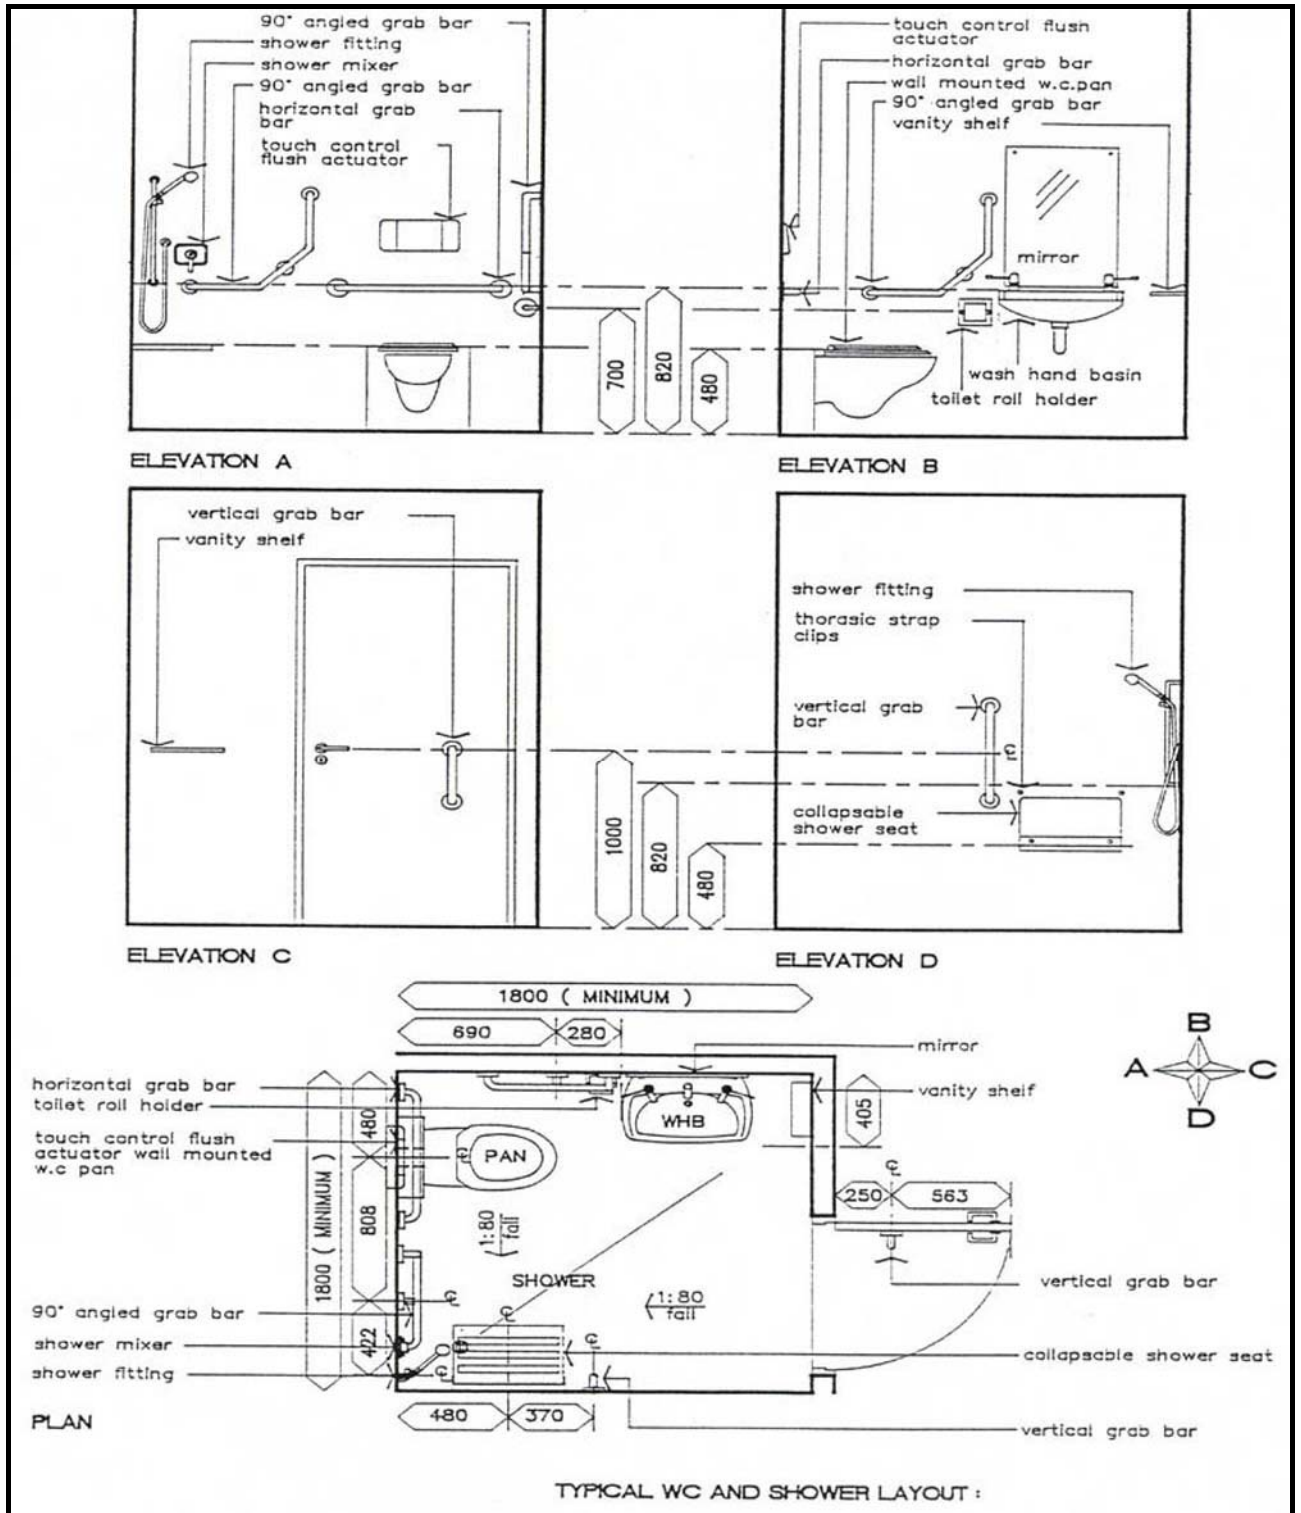 90° angled grab bar
shower fitting
shower mixer
90° angled grab bar
horizontal grab
bar
touch control
flush actuator
700
820
480
ELEVATION A
touch control flush
actuator
horizontal grab bar
wall mounted w.c.pan
90° angled grab bar
vanity shelf
mirror
wash hand basin
toilet roll holder
ELEVATION B
vertical grab bar
vanity shelf
1000
820
480
ELEVATION C
shower fitting
thorasic strap
clips
vertical grab
bar
℄
collapsable
shower seat
ELEVATION D
1800 ( MINIMUM )
690
280
mirror
horizontal grab bar
toilet roll holder
touch control flush
actuator wall mounted
w.c pan
1800 ( MINIMUM )
480
808
422
℄
PAN
WHB
vanity shelf
405
B
A
C
D
℄
250
563
1:80
fall
SHOWER
1:80
fall
℄
℄
℄
℄
vertical grab bar
90° angled grab bar
shower mixer
shower fitting
collapsable shower seat
480
370
PLAN
vertical grab bar
TYPICAL WC AND SHOWER LAYOUT :